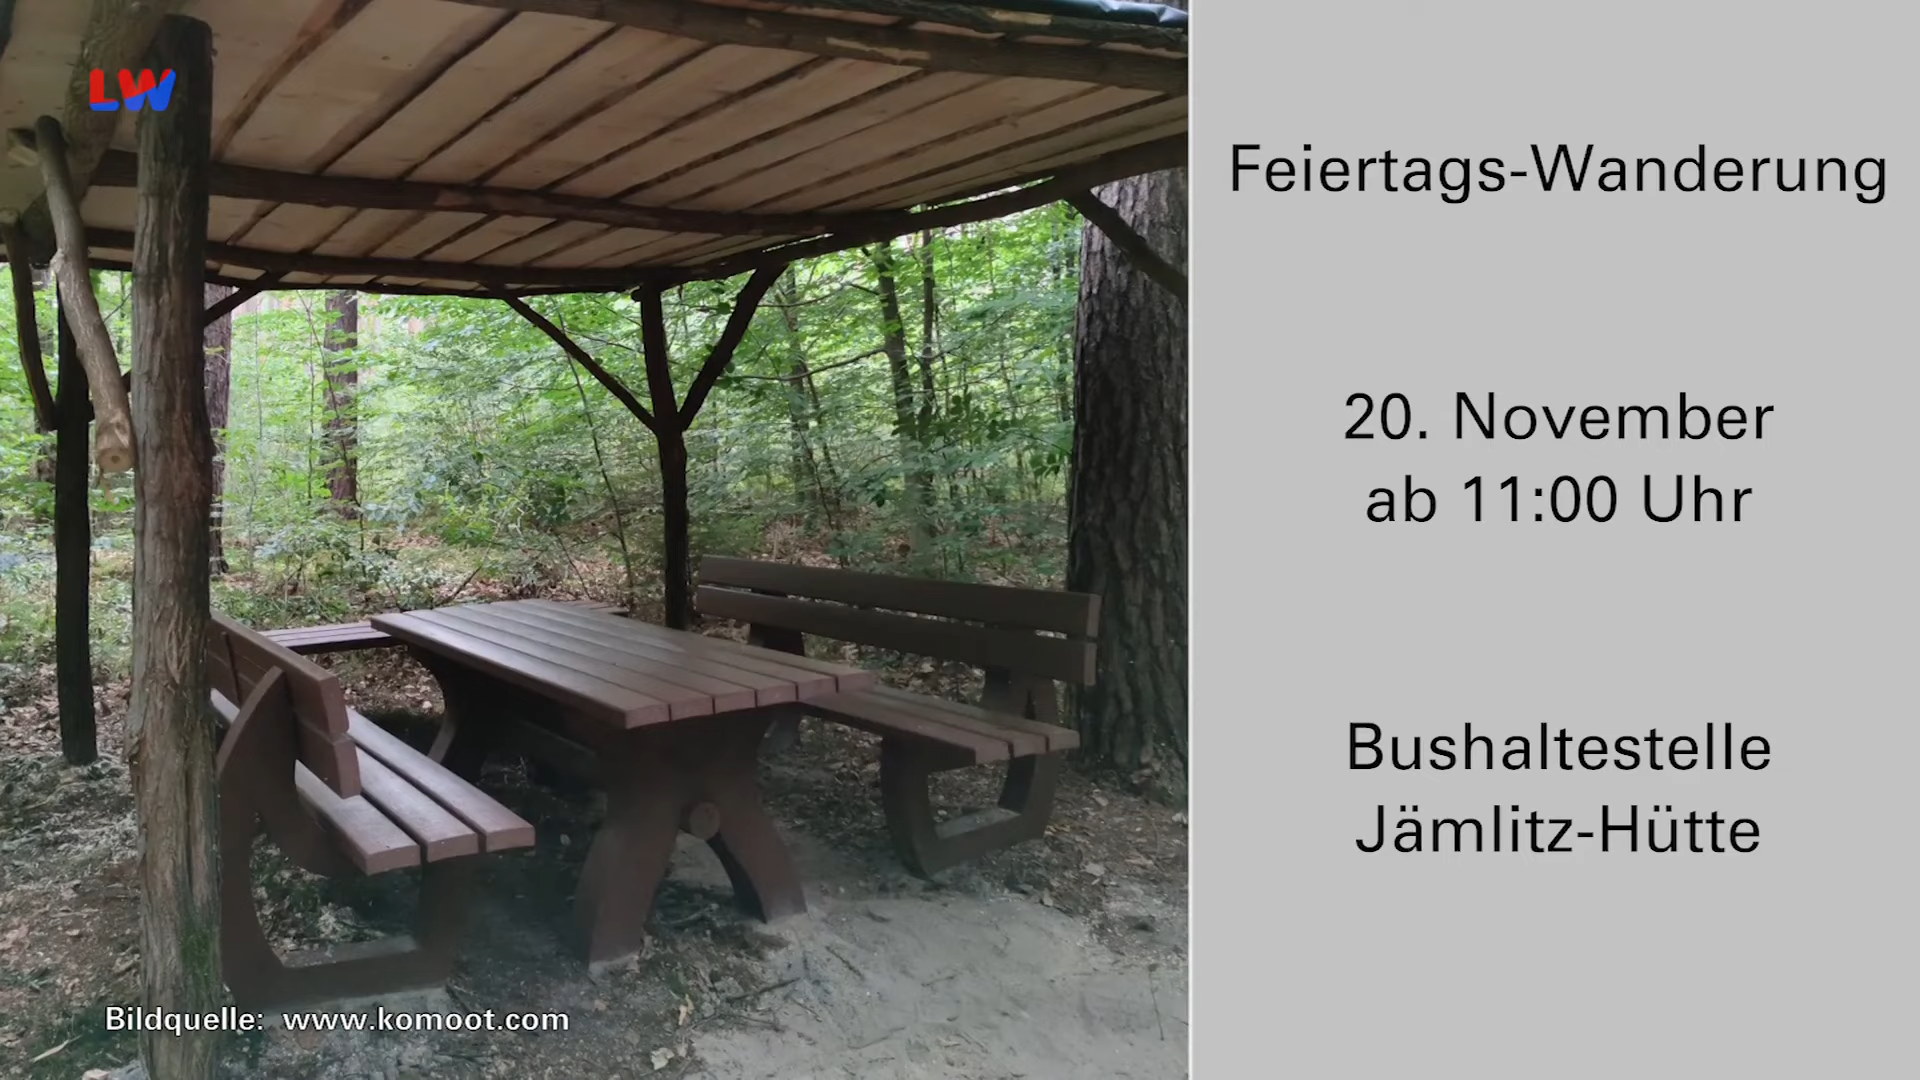 LW
Feiertags-Wanderung
20. November
ab 11:00 Uhr
Bushaltestelle
Jämlitz-Hütte
Bildquelle: www.komoot.com